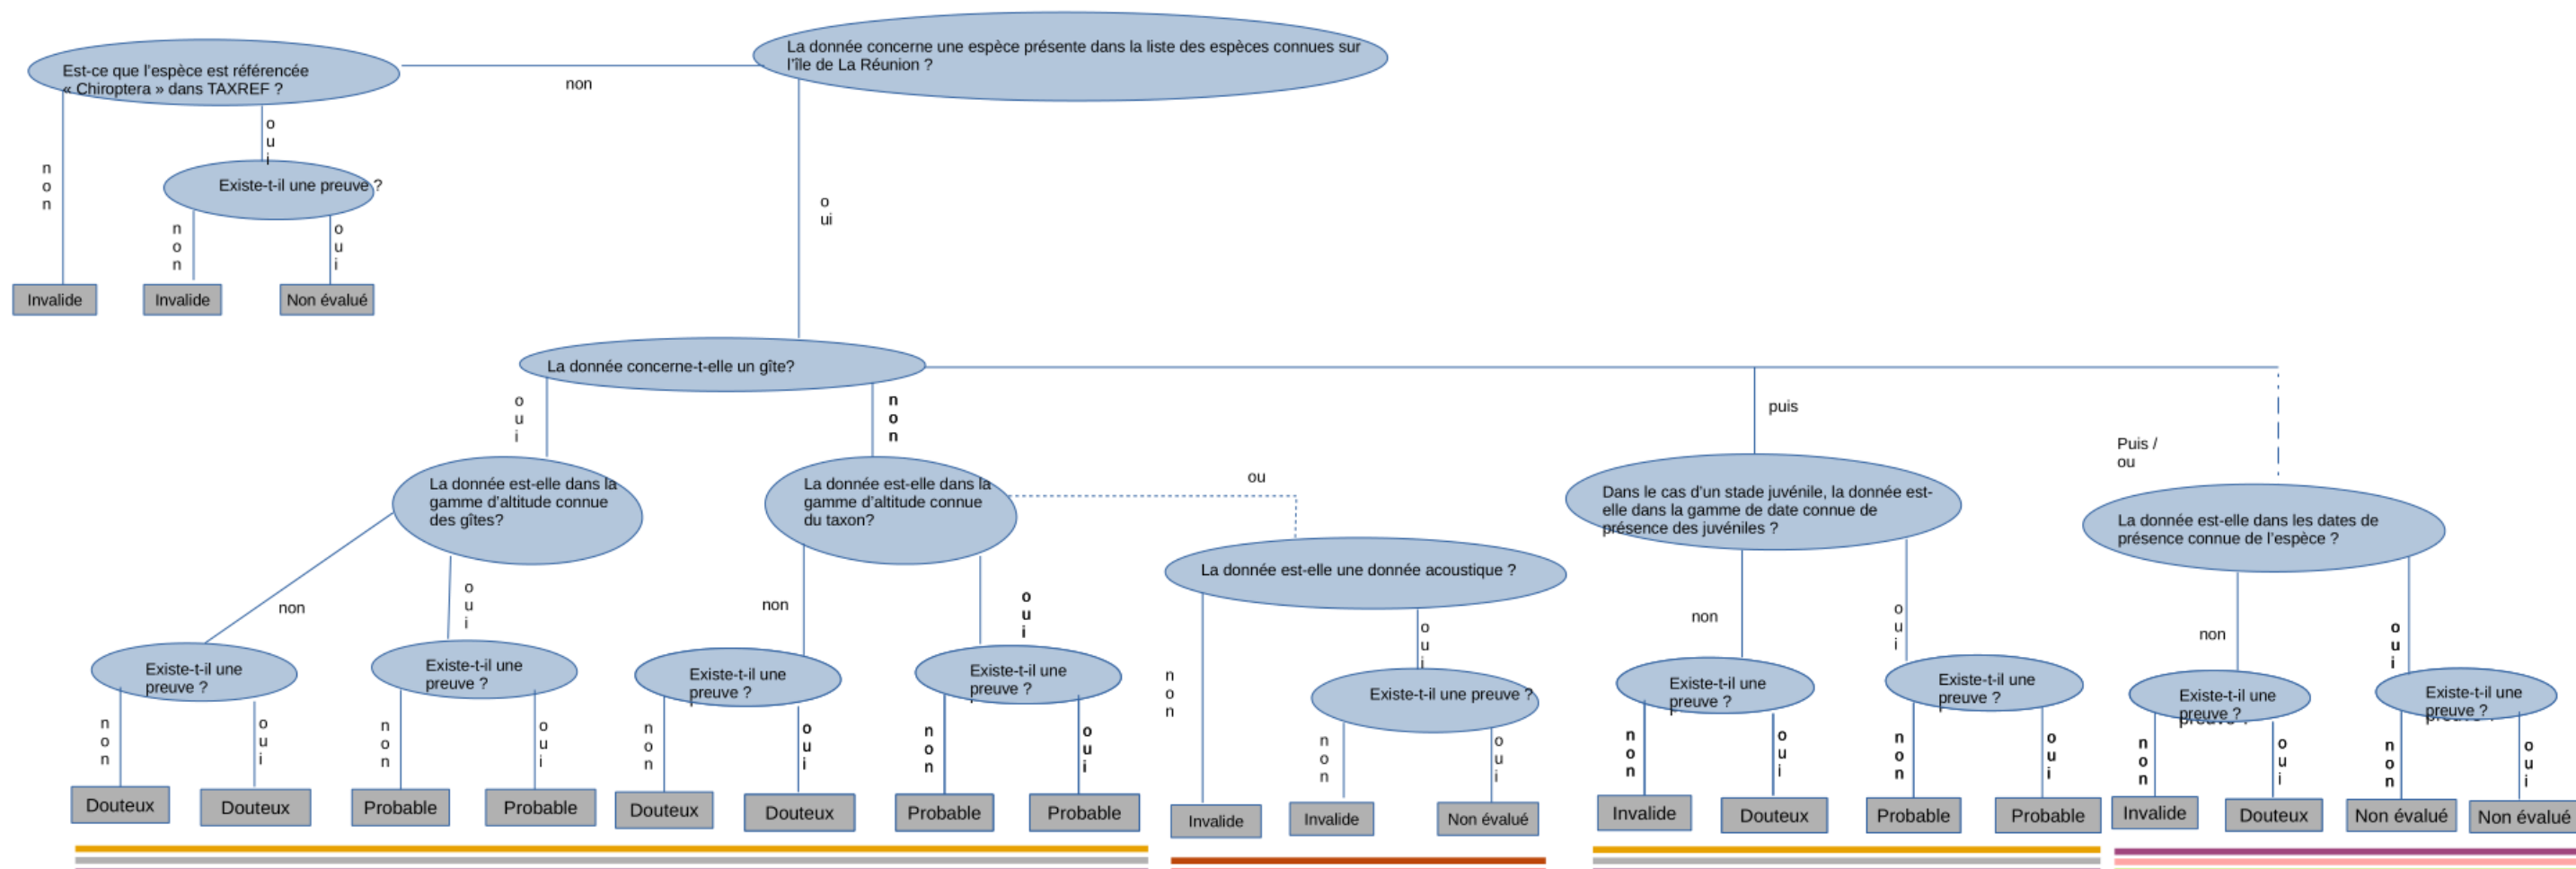 La donnée concerne une espèce présente dans la liste des espèces connues sur
l'île de La Réunion ?
non
Est-ce que l'espèce est référencée
« Chiroptera » dans TAXREF ?
oui
non
Existe-t-il une preuve ?
non
oui
Invalide
Invalide
Non évalué
oui
La donnée concerne-t-elle un gîte?
oui
non
puis
Puis /
ou
La donnée est-elle dans la
gamme d'altitude connue
des gîtes?
La donnée est-elle dans la
gamme d'altitude connue
du taxon?
ou
La donnée est-elle une donnée acoustique ?
Dans le cas d'un stade juvénile, la donnée est-
elle dans la gamme de date connue de
présence des juvéniles ?
La donnée est-elle dans les dates de
présence connue de l'espèce ?
non
oui
non
oui
non
oui
non
oui
non
oui
Existe-t-il une
preuve ?
Existe-t-il une
preuve ?
Existe-t-il une
preuve ?
Existe-t-il une
preuve ?
Existe-t-il une preuve ?
Existe-t-il une
preuve ?
Existe-t-il une
preuve ?
Existe-t-il une
preuve ?
Existe-t-il une
preuve ?
non
oui
non
oui
non
oui
non
oui
non
oui
non
oui
non
oui
non
oui
non
oui
Douteux
Douteux
Probable
Probable
Douteux
Douteux
Probable
Probable
Invalide
Invalide
Non évalué
Invalide
Douteux
Probable
Probable
Invalide
Douteux
Non évalué
Non évalué